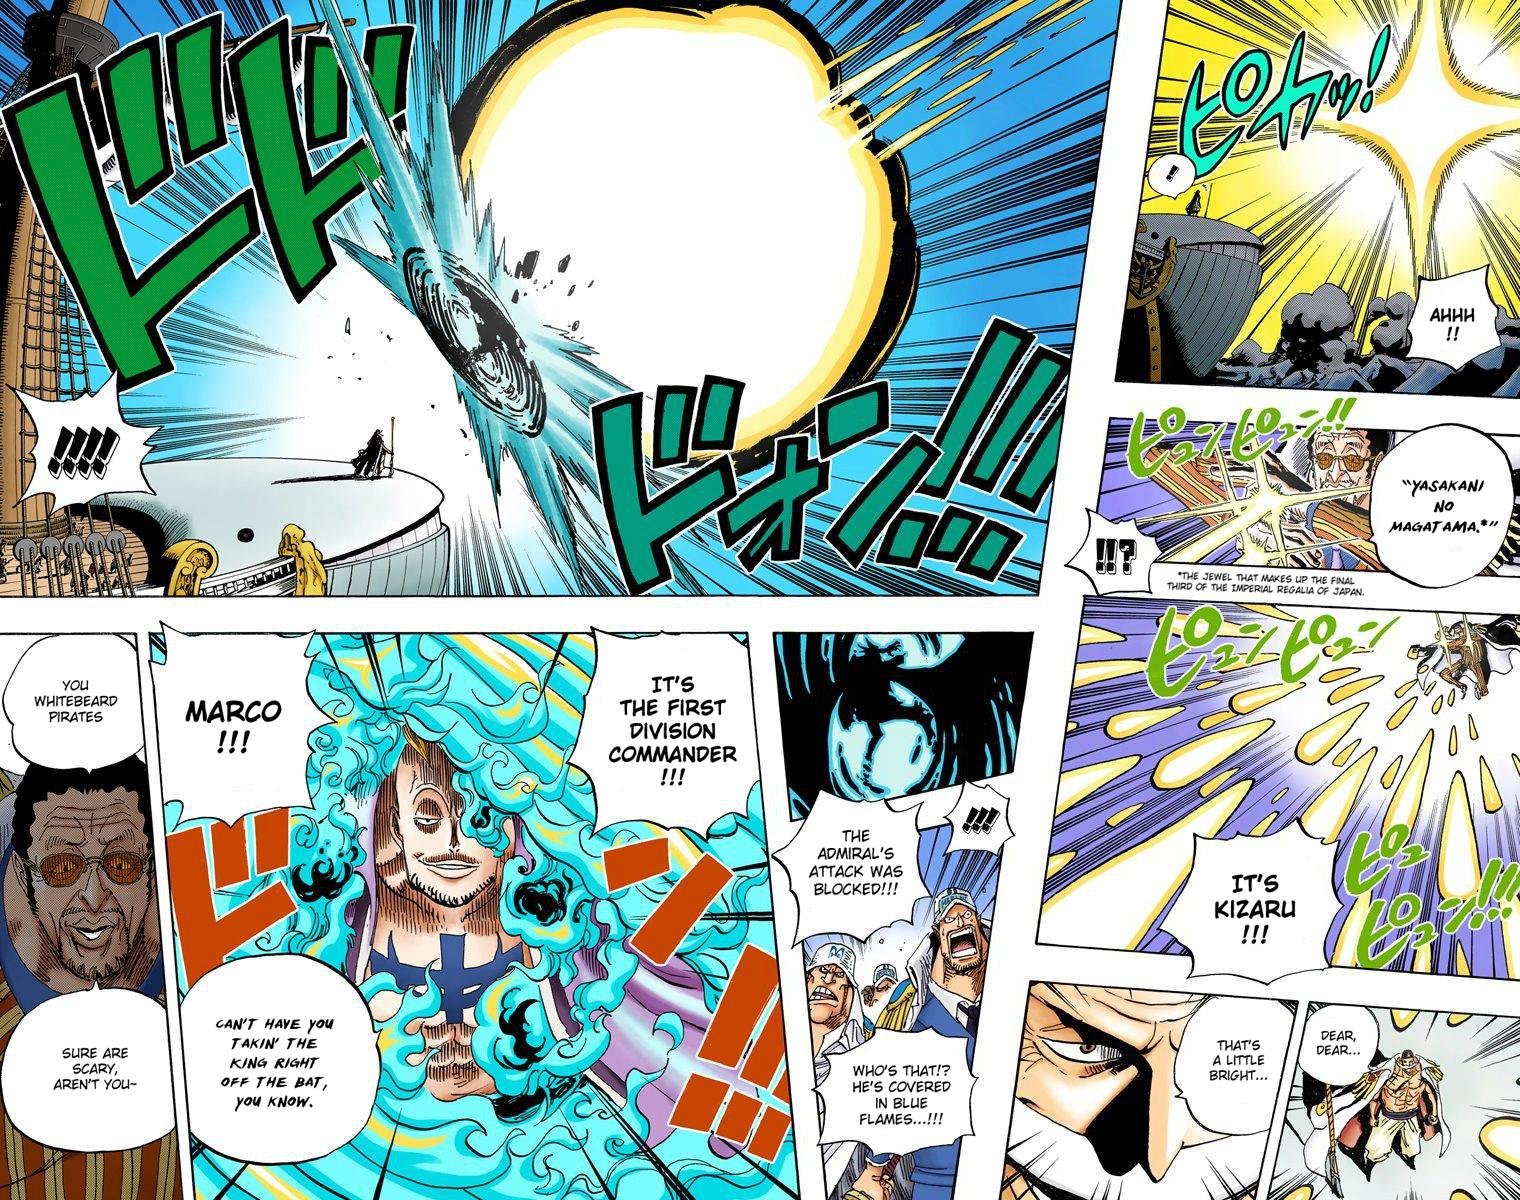 ピカッ!
!
AHHH
!!
ピュンピュン!!
"YASAKANI
NO
MAGATAMA.*"
!!?
*THE JEWEL THAT MAKES UP THE FINAL
THIRD OF THE IMPERIAL REGALIA OF JAPAN.
ピュンピュン
ピュ
ピュン!!!
IT'S
KIZARU
!!!
DEAR,
DEAR...
THAT'S
A LITTLE
BRIGHT...
ドド
ドォン!!!
!!!!
!!!
THE
ADMIRAL'S
ATTACK WAS
BLOCKED!!!
WHO'S THAT!?
HE'S COVERED
IN BLUE
FLAMES...!!!
IT'S
THE FIRST
DIVISION
COMMANDER
!!!
MARCO
!!!
ドン!!!
CAN'T HAVE YOU
TAKIN' THE
KING RIGHT
OFF THE BAT,
YOU KNOW.
YOU
WHITEBEARD
PIRATES
SURE ARE
SCARY,
AREN'T YOU~